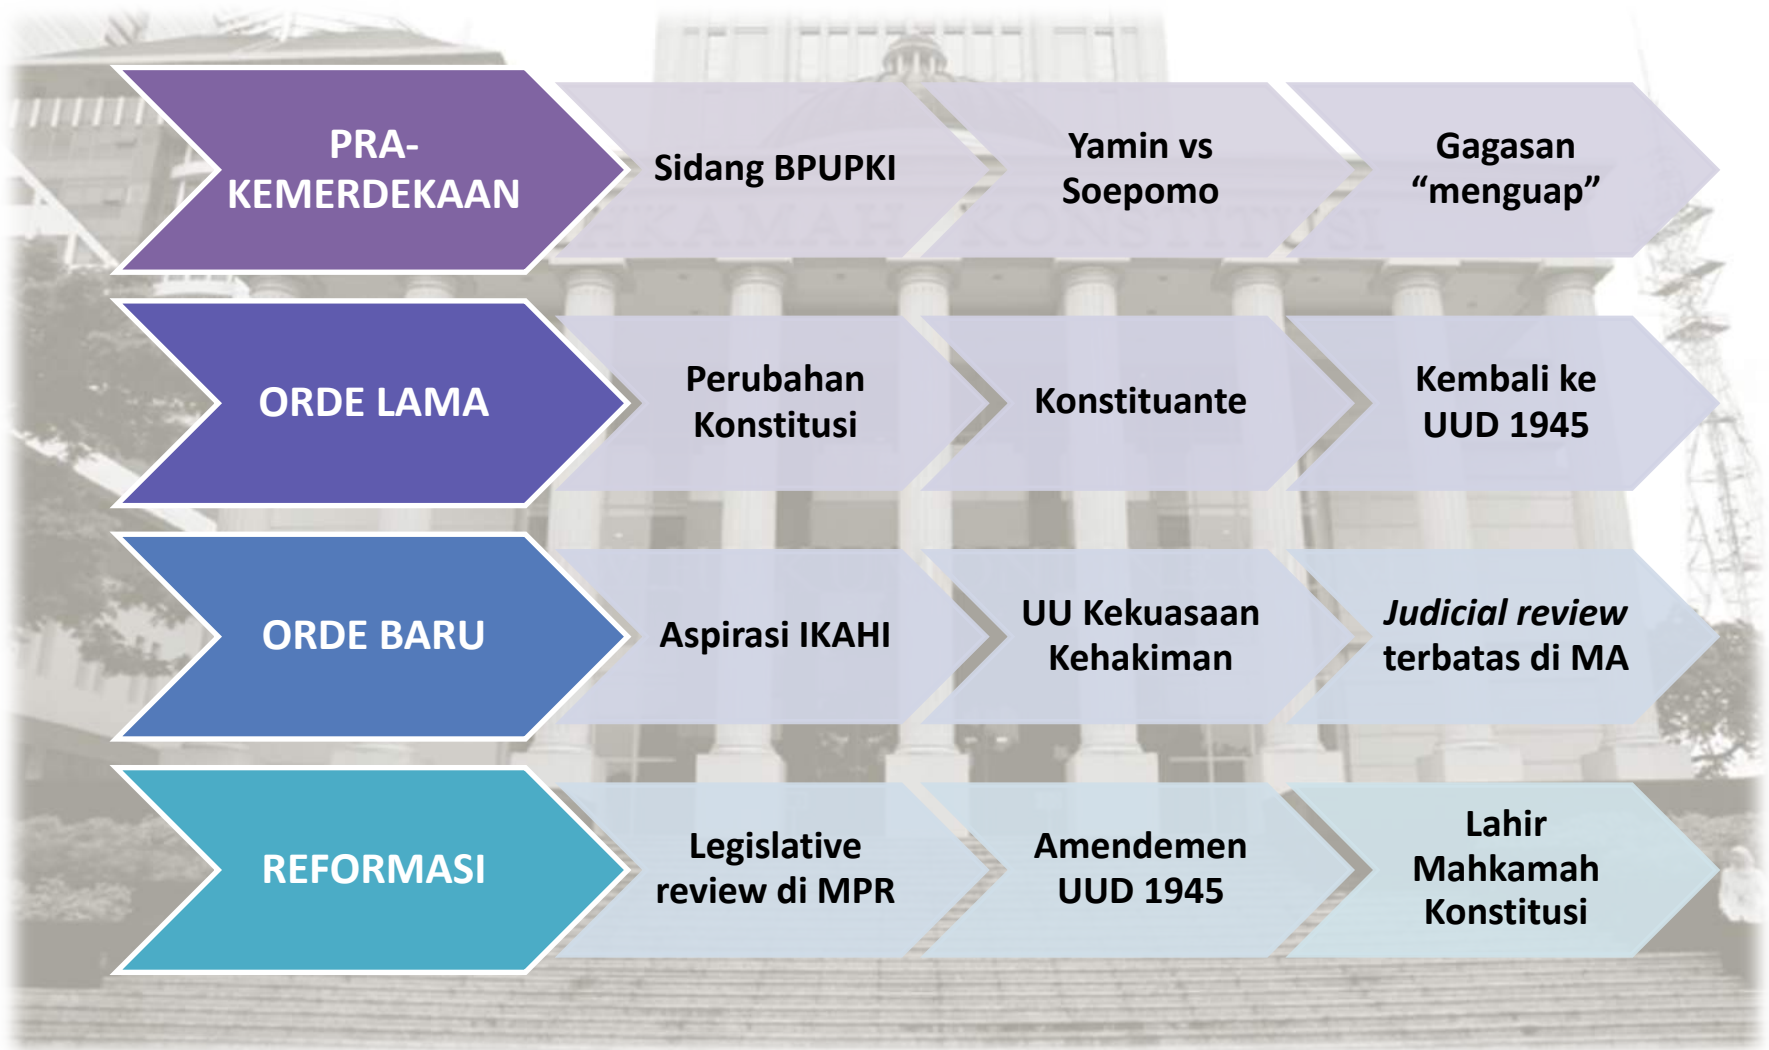 PRA-
KEMERDEKAAN
Sidang BPUPKI
Yamin vs
Soepomo
Gagasan
“menguap”
ORDE LAMA
Perubahan
Konstitusi
Konstituante
Kembali ke
UUD 1945
ORDE BARU
Aspirasi IKAHI
UU Kekuasaan
Kehakiman
Judicial review
terbatas di MA
REFORMASI
Legislative
review di MPR
Amendemen
UUD 1945
Lahir
Mahkamah
Konstitusi
HKAMAH KONSTITUSI